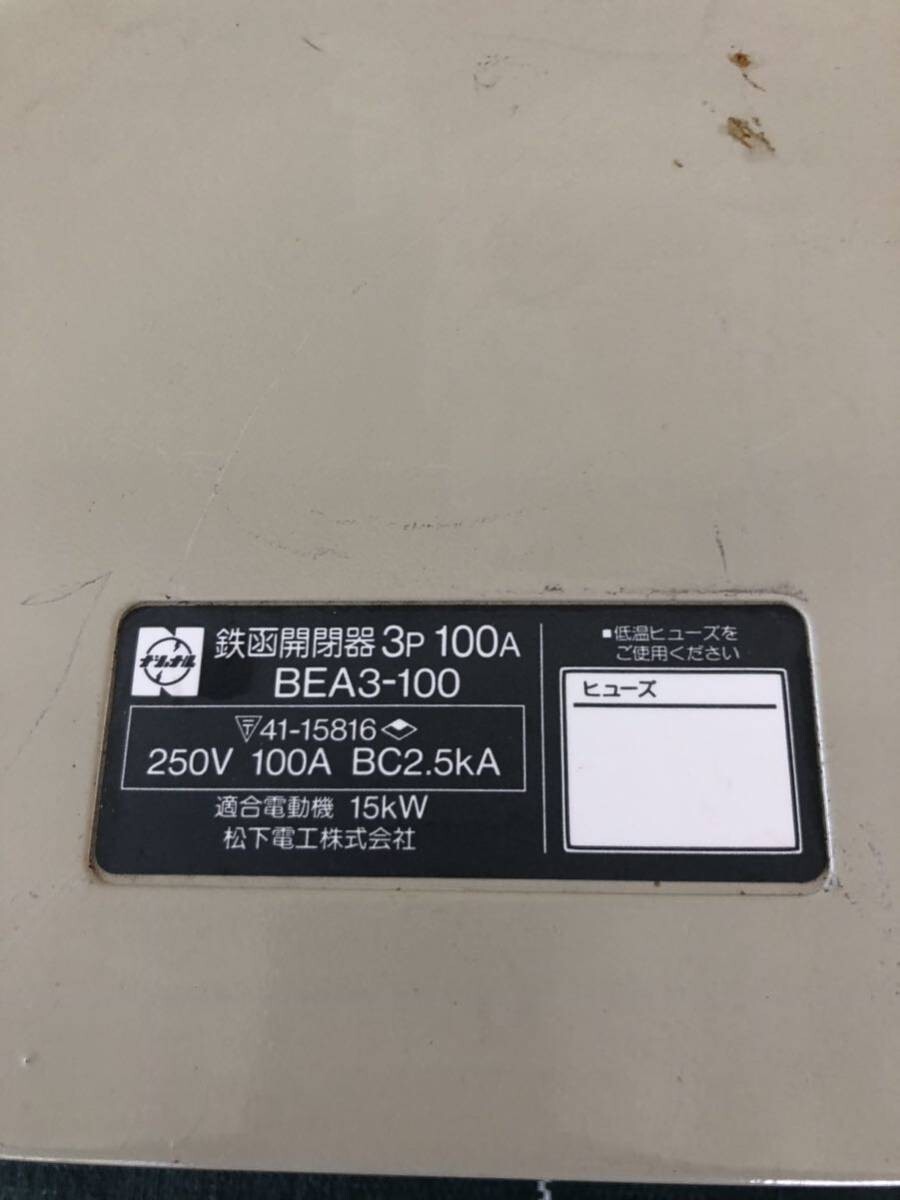 ナショナル
鉄函開閉器 3P 100A
BEA3-100
〒41-15816
250V 100A BC2.5kA
適合電動機 15kW
松下電工株式会社
■低温ヒューズを
ご使用ください
ヒューズ